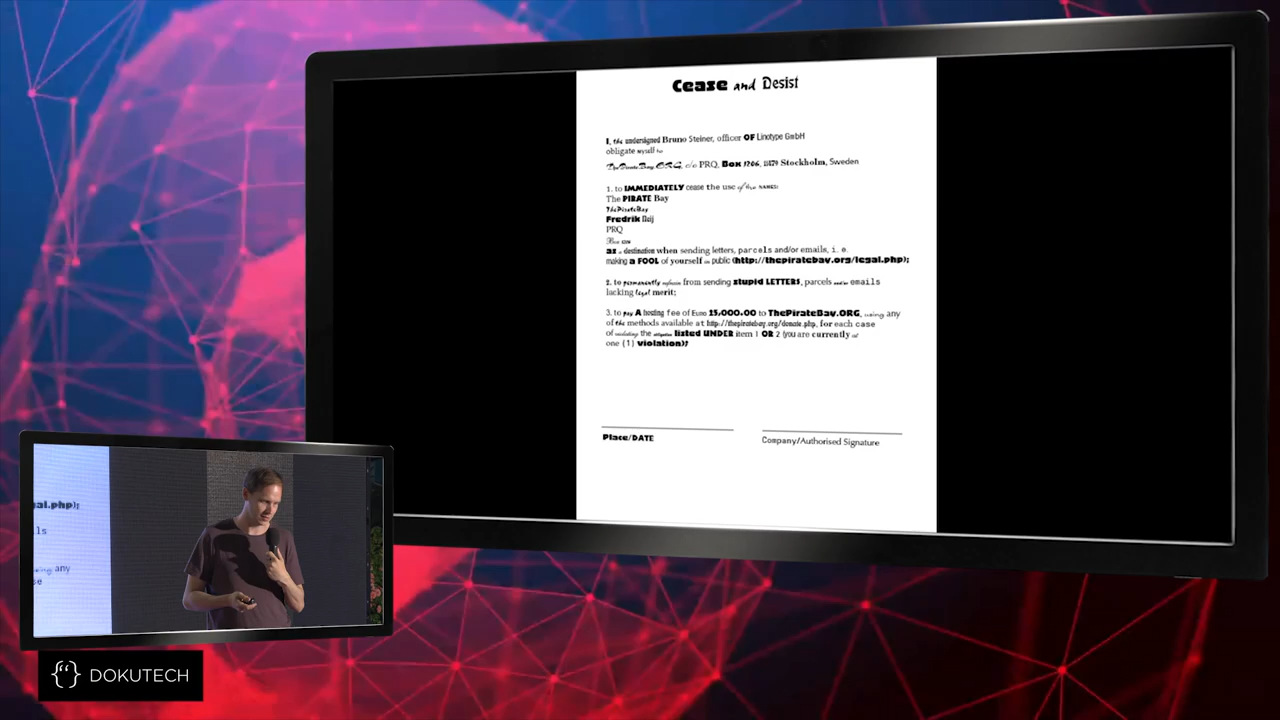 Cease and Desist
I, the undersigned Bruno Steiner, officer OF Linotype GmbH
obligate myself to
ThePirateBay.ORG, c/o PRQ, Box 1206, 11479 Stockholm, Sweden
1. to IMMEDIATELY cease the use of the NAMES:
The PIRATE Bay
ThePirateBay
Fredrik Neij
PRQ
Box 1206
as a destination when sending letters, parcels and/or emails, i. e.
making a FOOL of yourself in public (http://thepiratebay.org/legal.php);
2. to permanently refrain from sending stupid LETTERS, parcels and/or emails
lacking legal merit;
3. to pay A hosting fee of Euro 15,000.00 to ThePirateBay.ORG, using any
of the methods available at http://thepiratebay.org/donate.php, for each case
of violating the obligation listed UNDER item 1 OR 2 (you are currently at
one (1) violation);
Place/DATE
Company/Authorised Signature
gal.php);
ils
using any
se
DOKUTECH